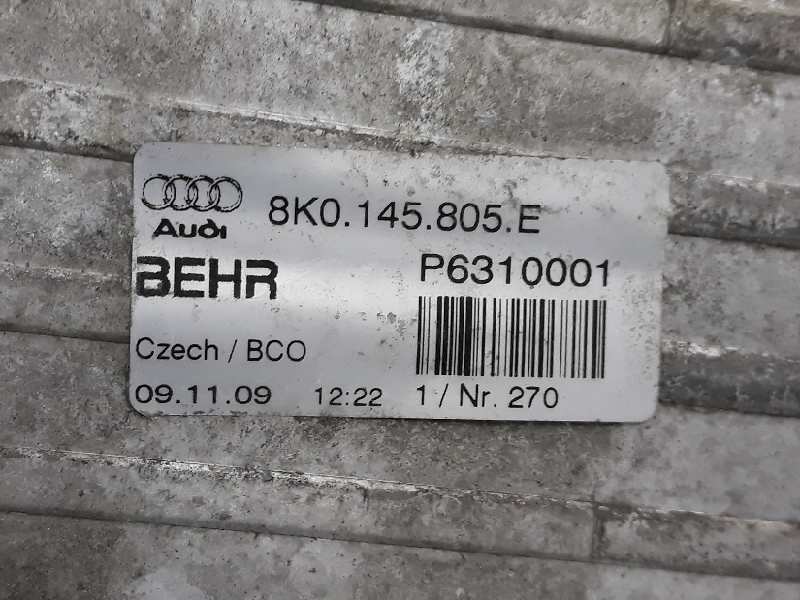 8K0.145.805.E
Audi
BEHR P6310001
Czech / BCO
09.11.09 12:22 1 / Nr. 270